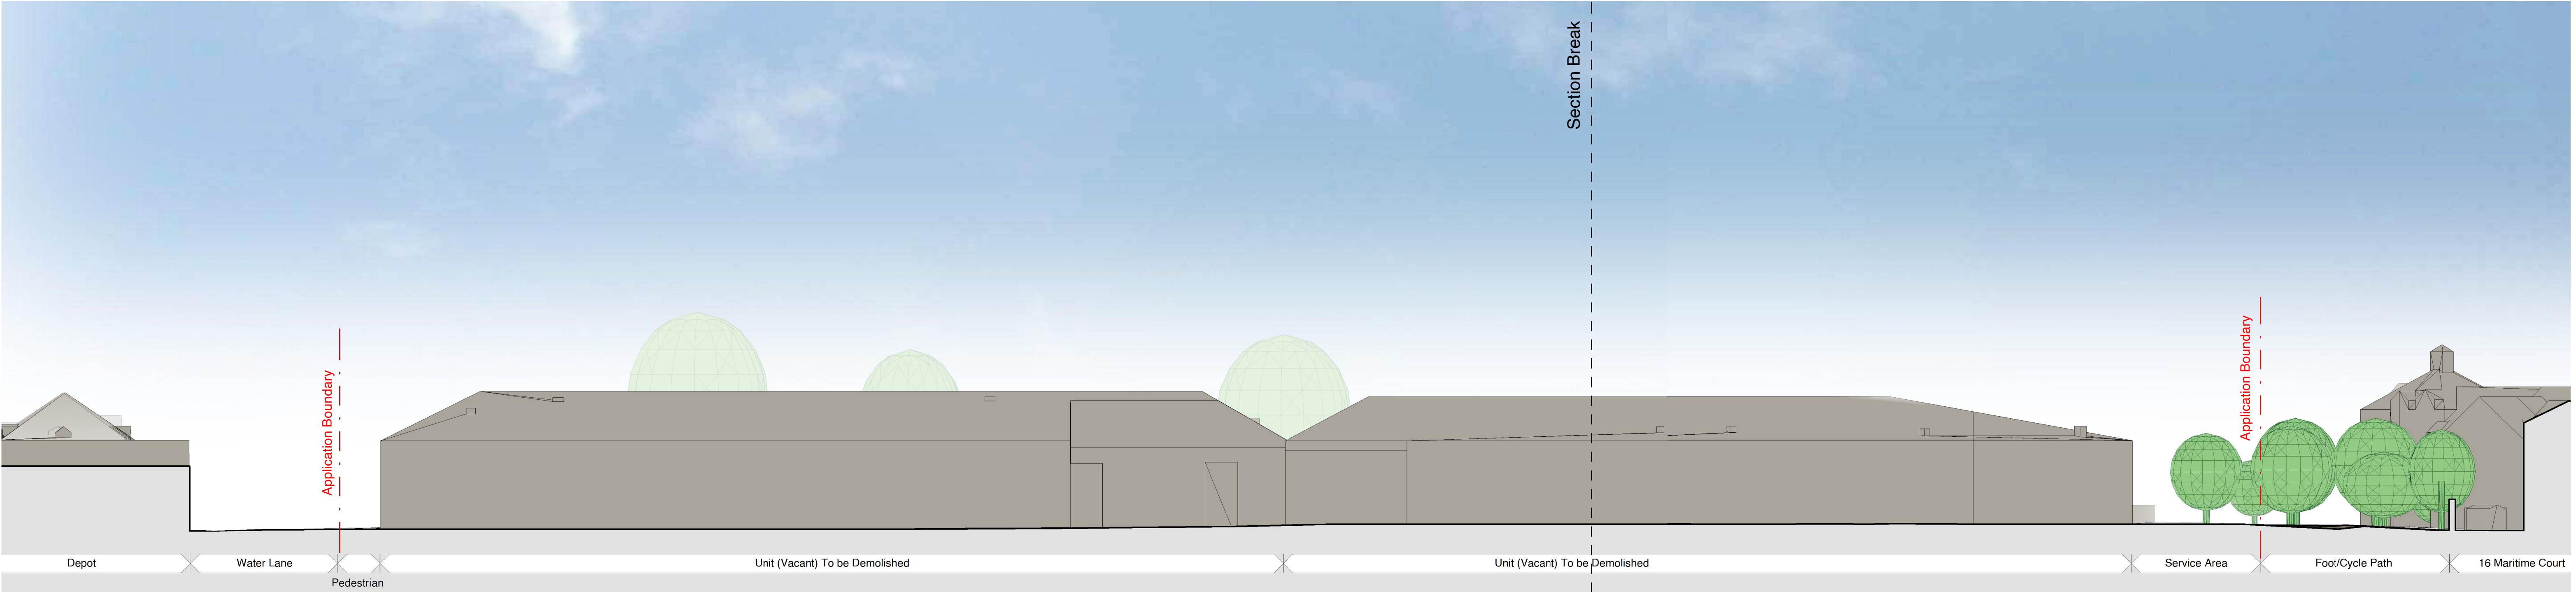 Section Break
Application Boundary
Application Boundary
Depot
Water Lane
Pedestrian
Unit (Vacant) To be Demolished
Unit (Vacant) To be Demolished
Service Area
Foot/Cycle Path
16 Maritime Court